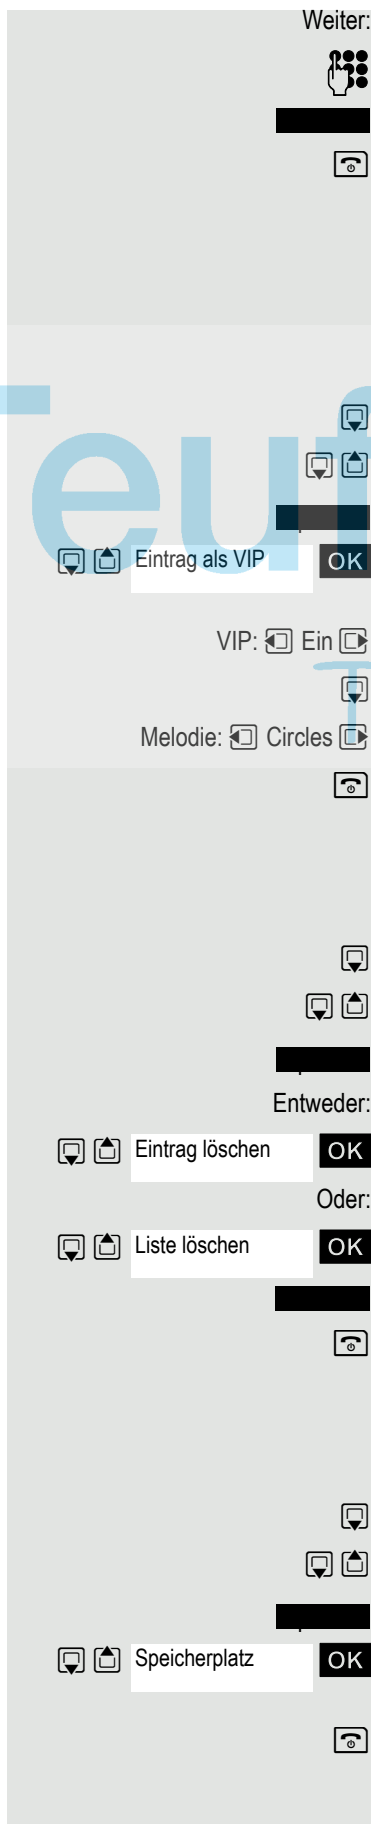 Weiter:
Eintrag als VIP OK
VIP: Ein
Melodie: Circles
Entweder:
Eintrag löschen OK
Oder:
Liste löschen OK
Speicherplatz OK